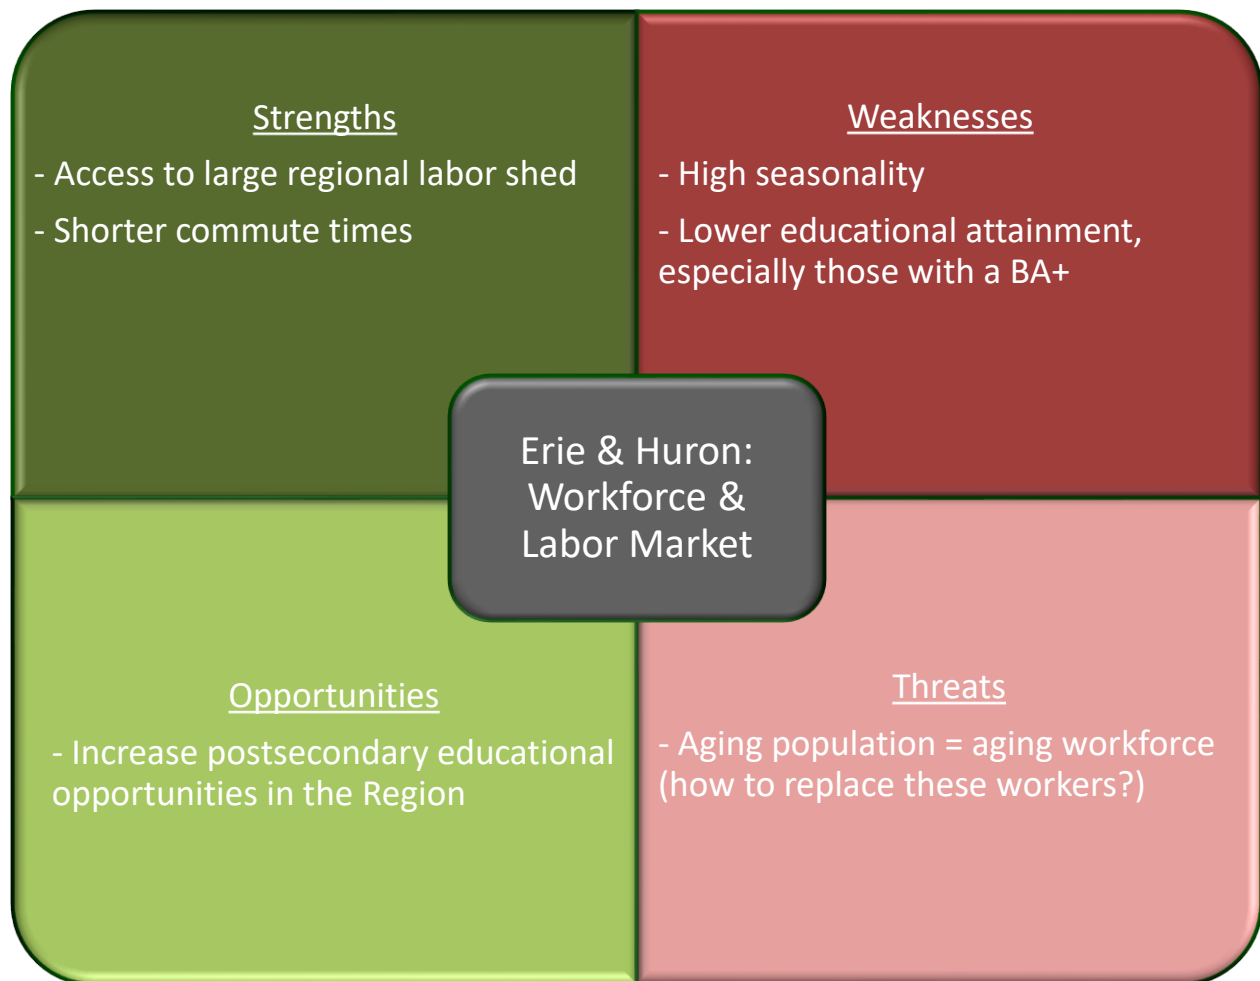 Strengths
- Access to large regional labor shed
- Shorter commute times
Weaknesses
- High seasonality
- Lower educational attainment,
especially those with a BA+
Erie & Huron:
Workforce &
Labor Market
Opportunities
- Increase postsecondary educational
opportunities in the Region
Threats
- Aging population = aging workforce
(how to replace these workers?)